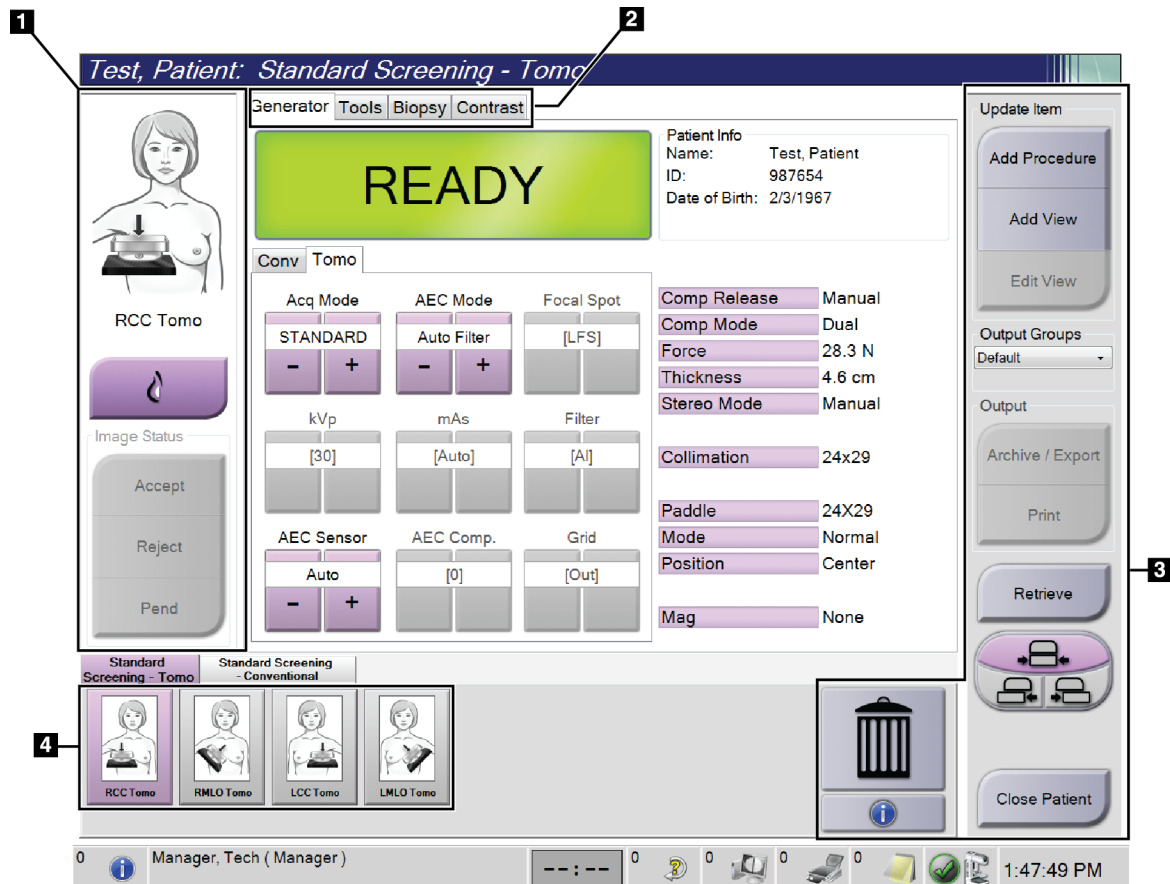 1
2
Test, Patient: Standard Screening - Tomo
Generator Tools Biopsy Contrast
READY
Patient Info
Name: Test, Patient
ID: 987654
Date of Birth: 2/3/1967
Update Item
Add Procedure
Add View
Edit View
RCC Tomo
Conv Tomo
Acq Mode AEC Mode Focal Spot
STANDARD Auto Filter [LFS]
- + - +
kVp mAs Filter
[30] [Auto] [Al]
AEC Sensor AEC Comp. Grid
Auto [0] [Out]
- +
Comp Release Manual
Comp Mode Dual
Force 28.3 N
Thickness 4.6 cm
Stereo Mode Manual
Collimation 24x29
Paddle 24X29
Mode Normal
Position Center
Mag None
Output Groups
Default
Output
Archive / Export
Print
Image Status
Accept
Reject
Pend
3
Retrieve
Standard
Screening - Tomo
Standard Screening
- Conventional
4
RCC Tomo RMLO Tomo LCC Tomo LMLO Tomo
i
Close Patient
0 i Manager, Tech ( Manager ) --:-- 0 ? 0 0 0 1:47:49 PM